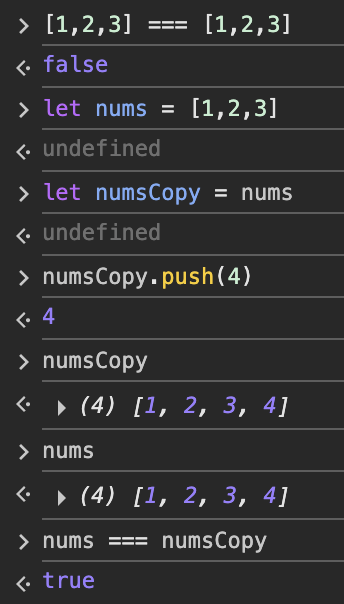 [1,2,3] === [1,2,3]
false
let nums = [1,2,3]
undefined
let numsCopy = nums
undefined
numsCopy.push(4)
4
numsCopy
(4) [1, 2, 3, 4]
nums
(4) [1, 2, 3, 4]
nums === numsCopy
true